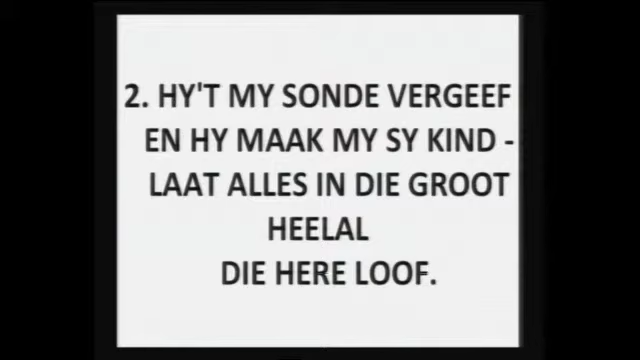 2. HY'T MY SONDE VERGEEF
EN HY MAAK MY SY KIND -
LAAT ALLES IN DIE GROOT
HEELAL
DIE HERE LOOF.